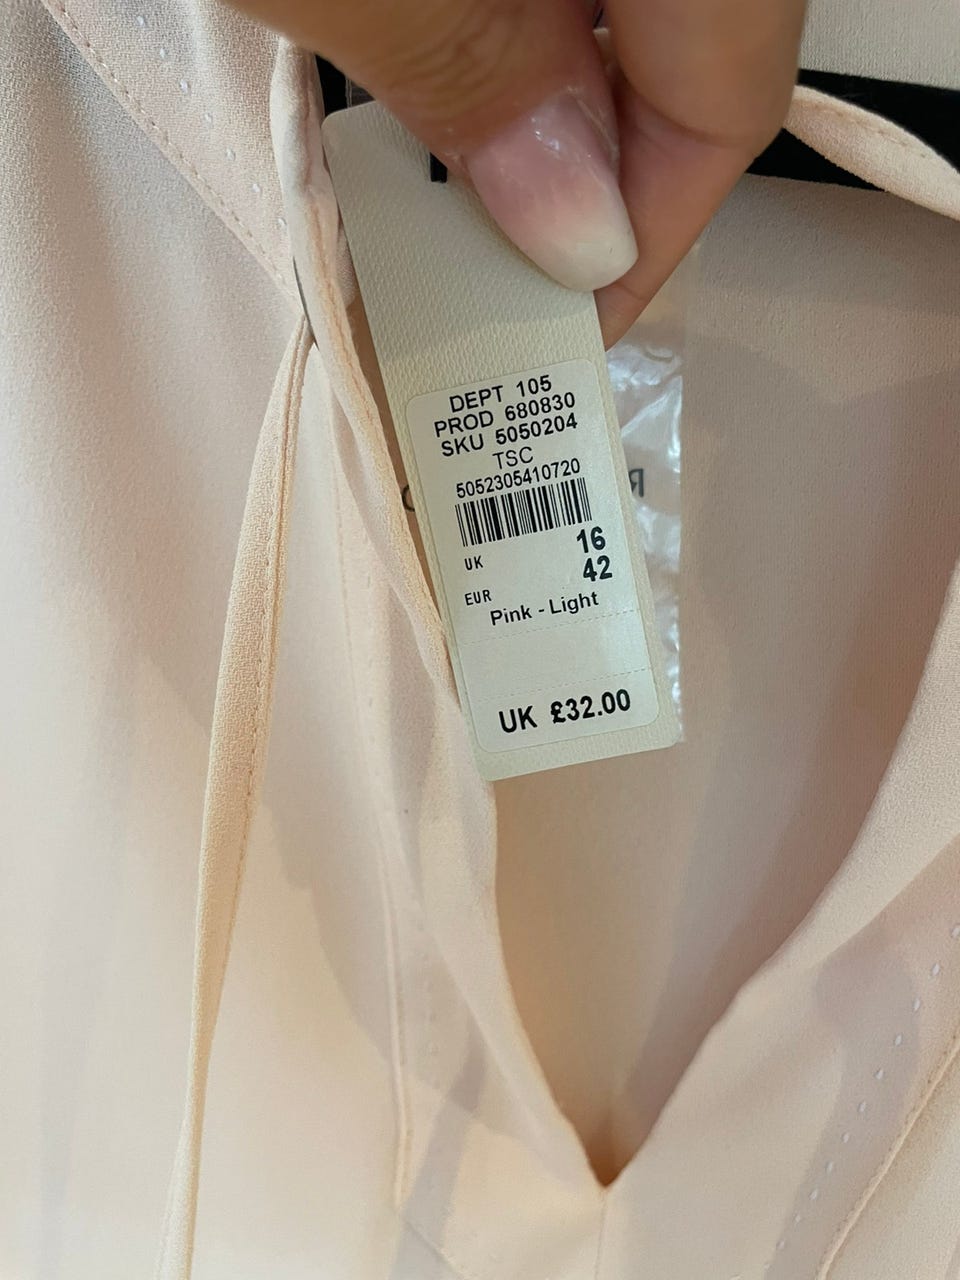 DEPT 105
PROD 680830
SKU 5050204
TSC
5052305410720
UK 16
EUR 42
Pink - Light
UK £32.00